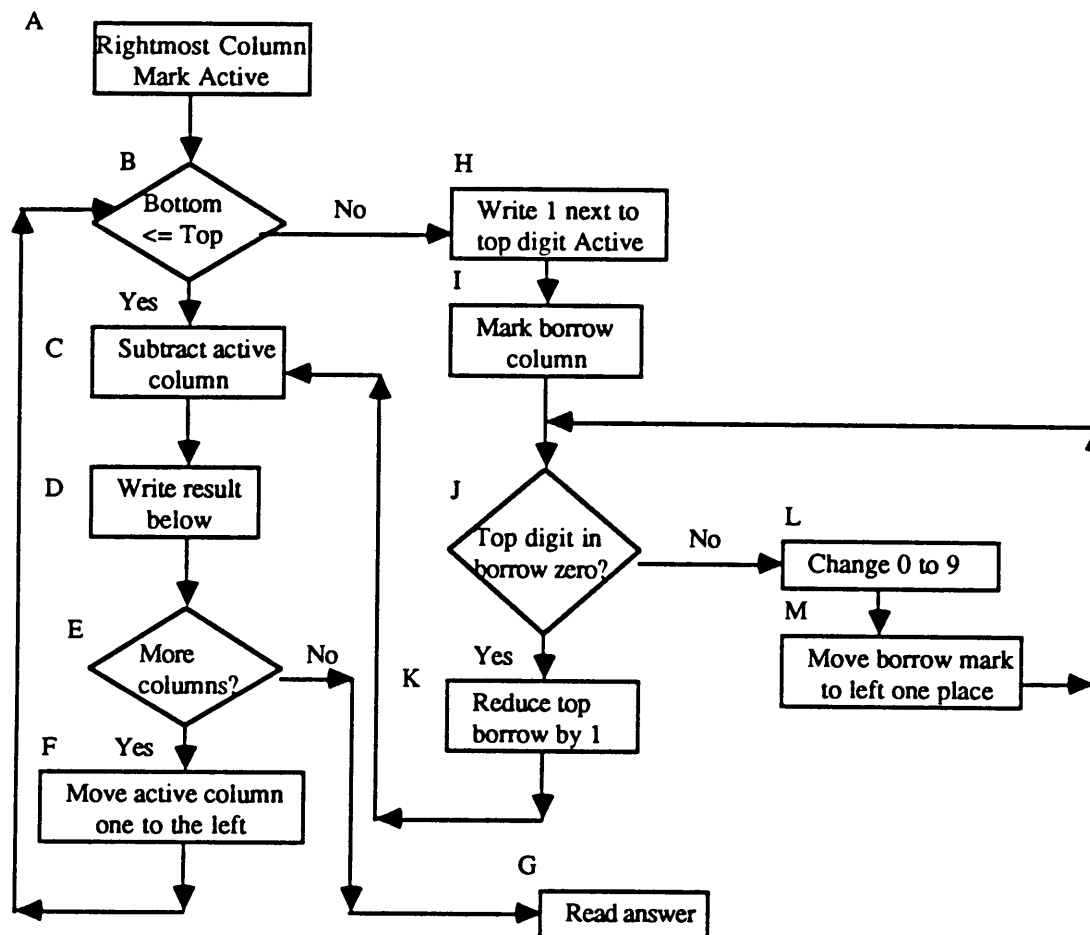 A
Rightmost Column
Mark Active
B
Bottom
<= Top
No
Yes
C
Subtract active
column
D
Write result
below
E
More
columns?
No
Yes
F
Move active column
one to the left
G
Read answer
H
Write 1 next to
top digit Active
I
Mark borrow
column
J
Top digit in
borrow zero?
No
Yes
K
Reduce top
borrow by 1
L
Change 0 to 9
M
Move borrow mark
to left one place